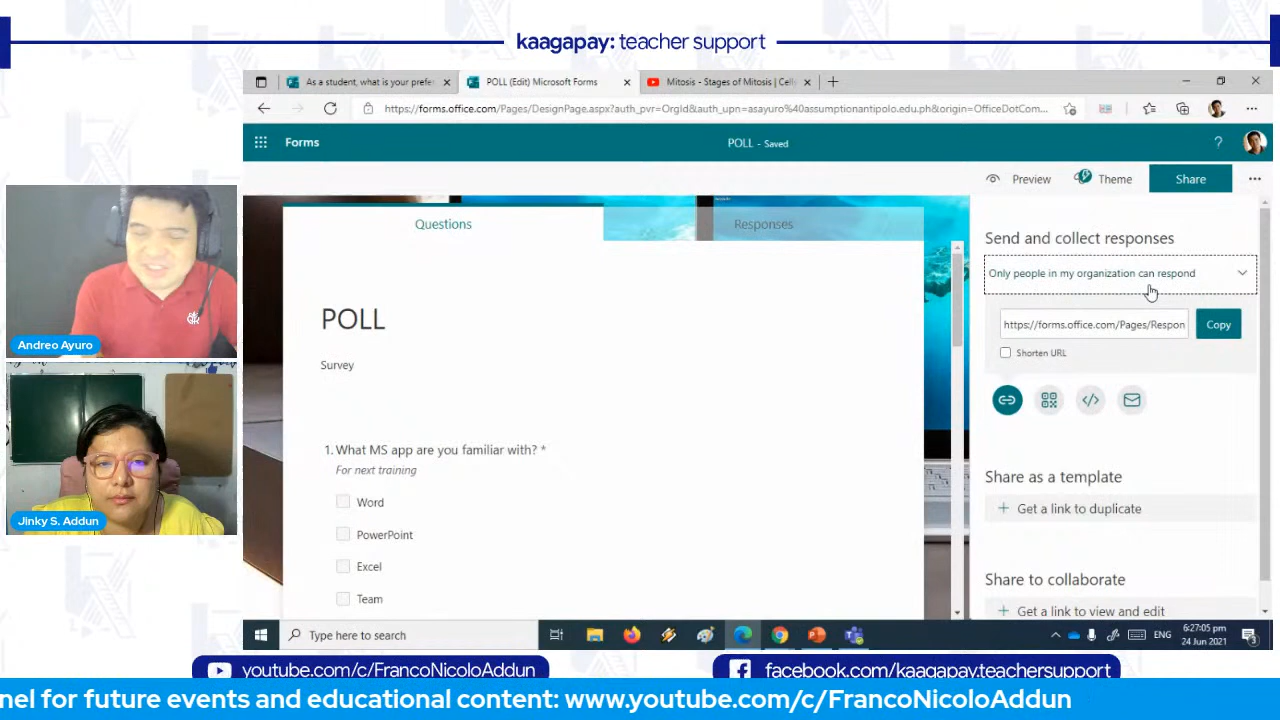 kaagapay: teacher support
As a student, what is your prefe
POLL (Edit) Microsoft Forms
Mitosis - Stages of Mitosis | Cell
https://forms.office.com/Pages/DesignPage.aspx?auth_pvr=OrgId&auth_upn=asayuro%40assumptionantipolo.edu.ph&origin=OfficeDotCom...
Forms
POLL - Saved
?
Preview
Theme
Share
Questions
Responses
Send and collect responses
Only people in my organization can respond
https://forms.office.com/Pages/Respon
Copy
Shorten URL
POLL
Survey
1. What MS app are you familiar with? *
For next training
Word
PowerPoint
Excel
Team
Share as a template
+ Get a link to duplicate
Share to collaborate
+ Get a link to view and edit
Andreo Ayuro
Jinky S. Addun
Type here to search
ENG
6:27:05 pm
24 Jun 2021
youtube.com/c/FrancoNicoloAddun
facebook.com/kaagapay.teachersupport
nel for future events and educational content: www.youtube.com/c/FrancoNicoloAddun